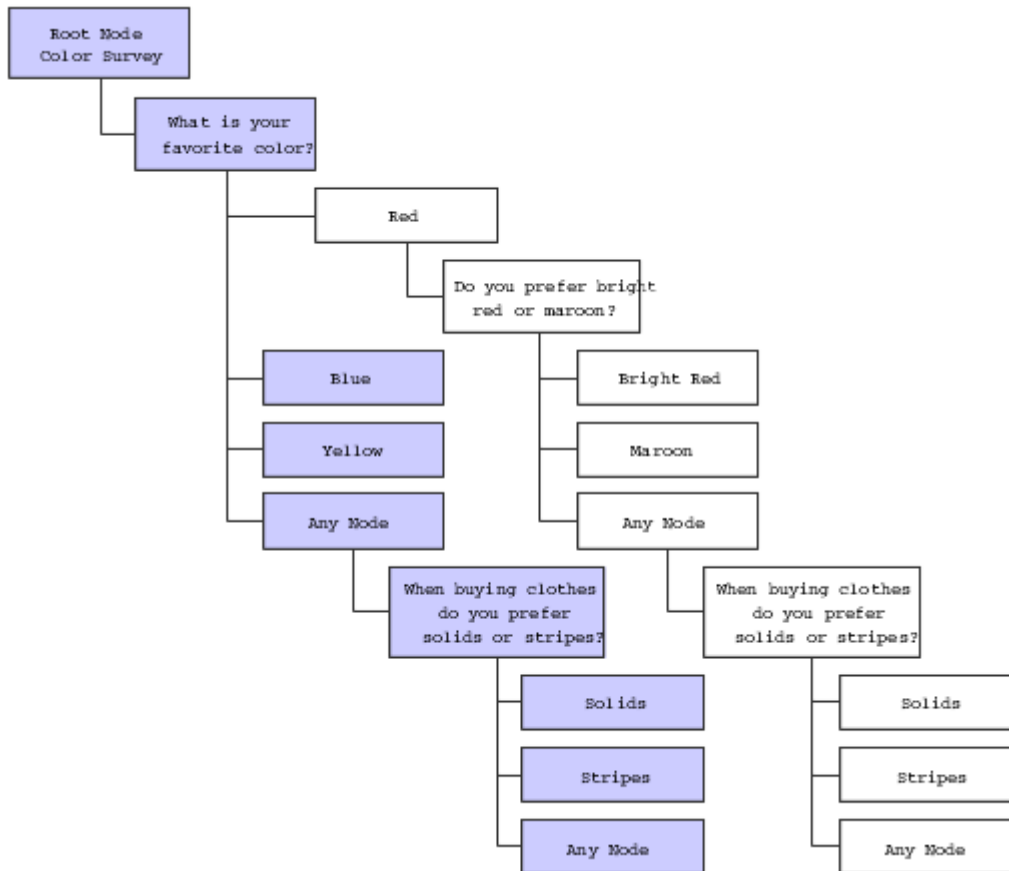 Root Node
Color Survey
What is your
favorite color?
Red
Do you prefer bright
red or maroon?
Blue
Bright Red
Yellow
Maroon
Any Node
Any Node
When buying clothes
do you prefer
solids or stripes?
When buying clothes
do you prefer
solids or stripes?
Solids
Solids
Stripes
Stripes
Any Node
Any Node